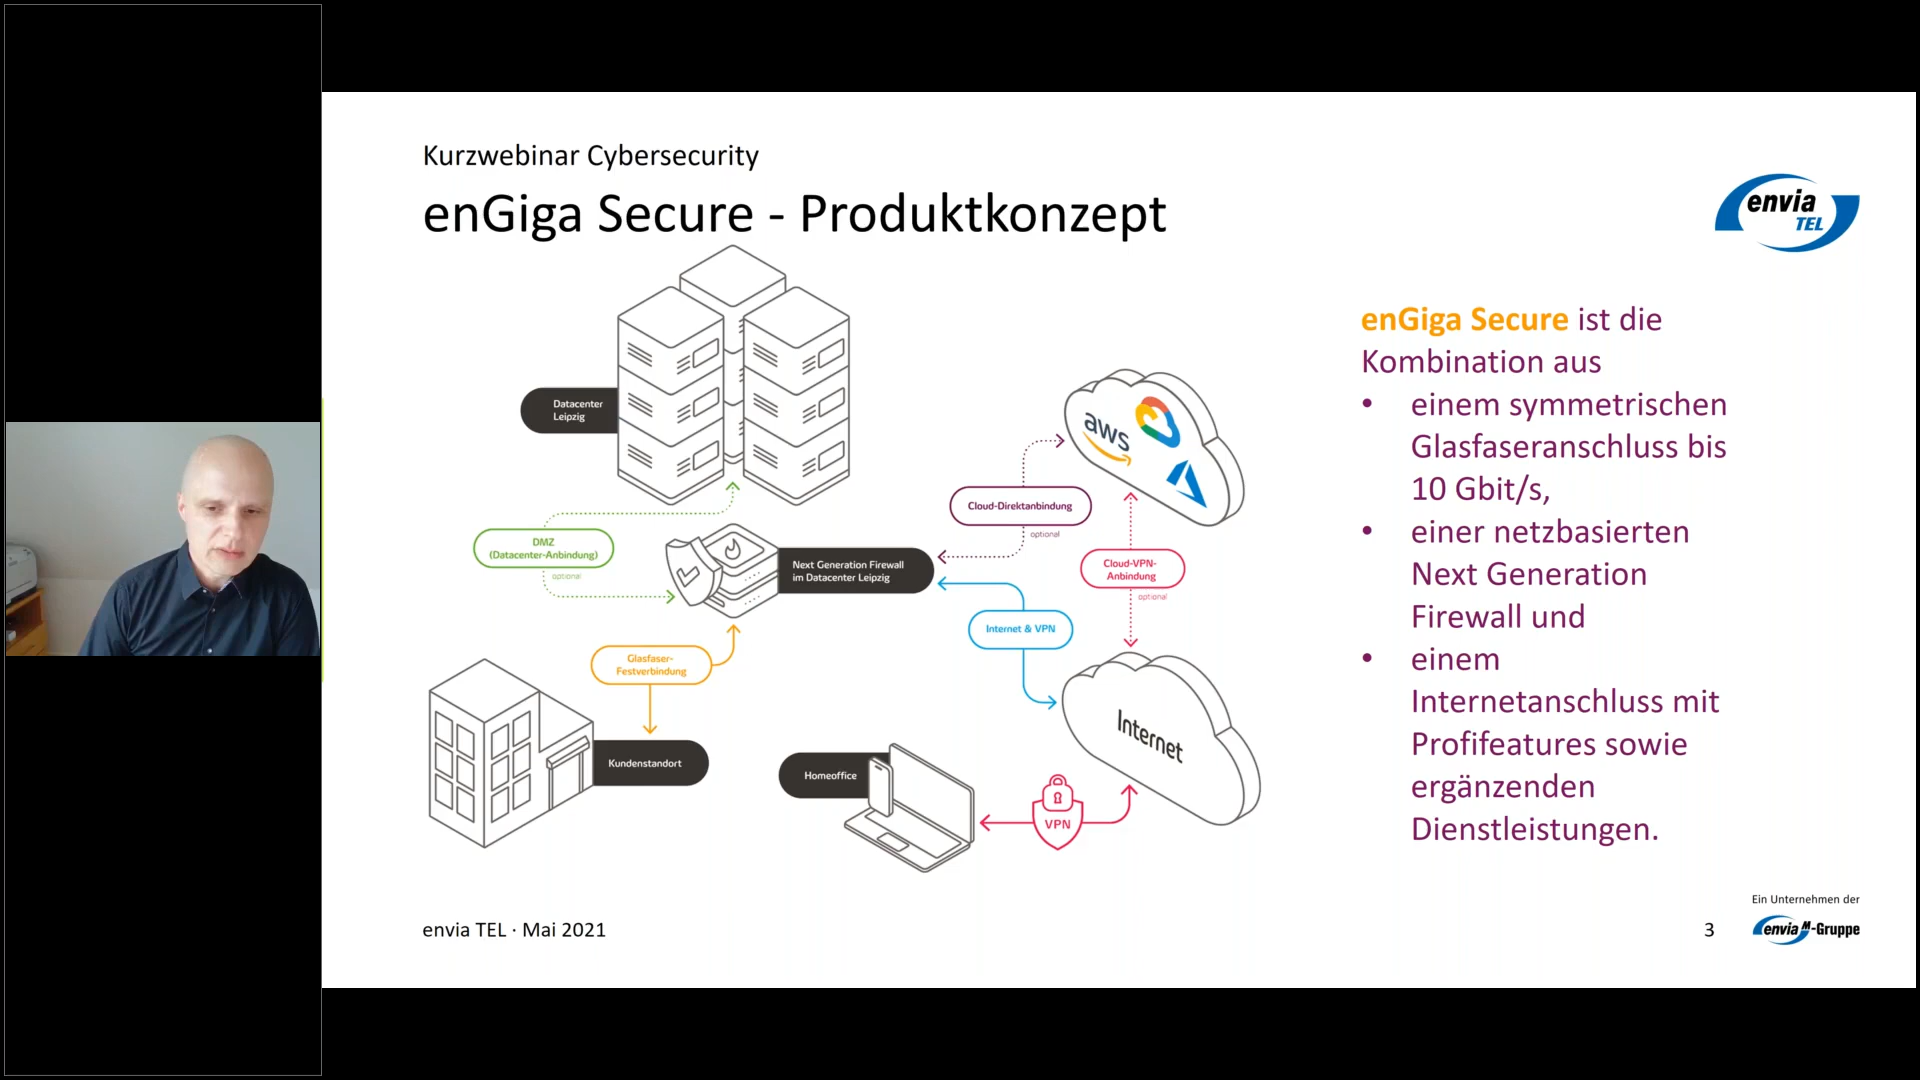 Kurzwebinar Cybersecurity
enGiga Secure - Produktkonzept
envia
TEL
Datacenter
Leipzig
aws
Cloud-Direktanbindung
optional
DMZ
(Datacenter-Anbindung)
optional
Next Generation Firewall
im Datacenter Leipzig
Cloud-VPN-
Anbindung
optional
Internet & VPN
Glasfaser-
Festverbindung
Internet
Kundenstandort
Homeoffice
VPN
enGiga Secure ist die
Kombination aus
• einem symmetrischen
Glasfaseranschluss bis
10 Gbit/s,
• einer netzbasierten
Next Generation
Firewall und
• einem
Internetanschluss mit
Profifeatures sowie
ergänzenden
Dienstleistungen.
Ein Unternehmen der
envia M-Gruppe
envia TEL · Mai 2021
3